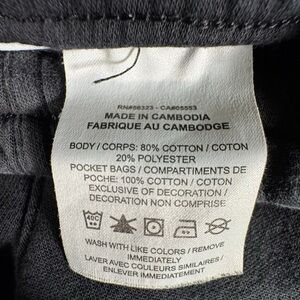 RN#56323 - CA#05553
MADE IN CAMBODIA
FABRIQUE AU CAMBODGE
BODY / CORPS: 80% COTTON / COTON
20% POLYESTER
POCKET BAGS / COMPARTIMENTS DE
POCHE: 100% COTTON / COTON
EXCLUSIVE OF DECORATION /
DECORATION NON COMPRISE
WASH WITH LIKE COLORS / REMOVE
IMMEDIATELY
LAVER AVEC COULEURS SIMILAIRES /
ENLEVER IMMEDIATEMENT